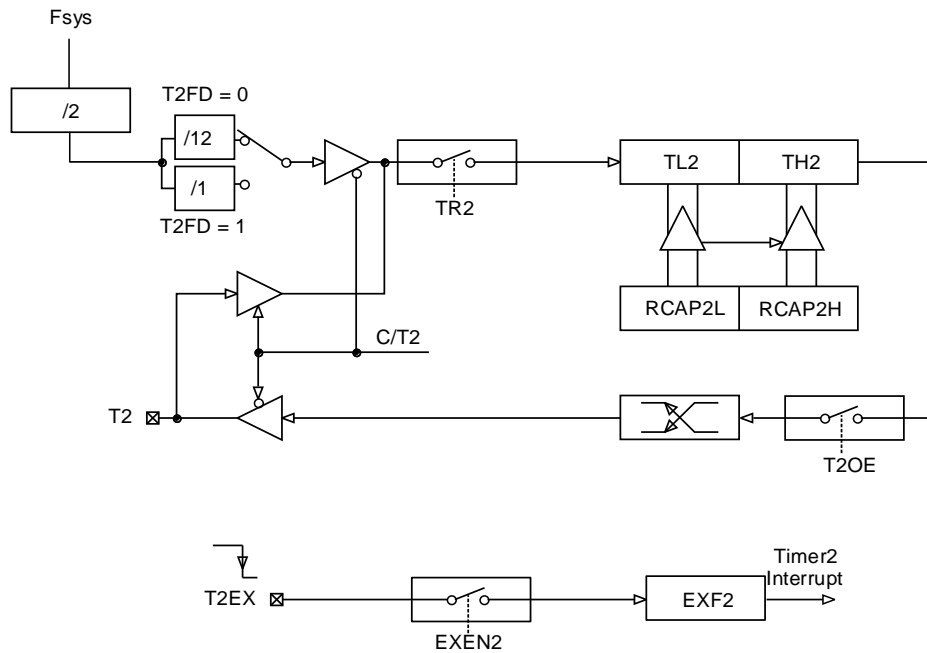 Fsys
/2
T2FD = 0
/12
/1
T2FD = 1
TR2
TL2
TH2
RCAP2L
RCAP2H
C/T2
T2
T2OE
T2EX
EXEN2
EXF2
Timer2
Interrupt